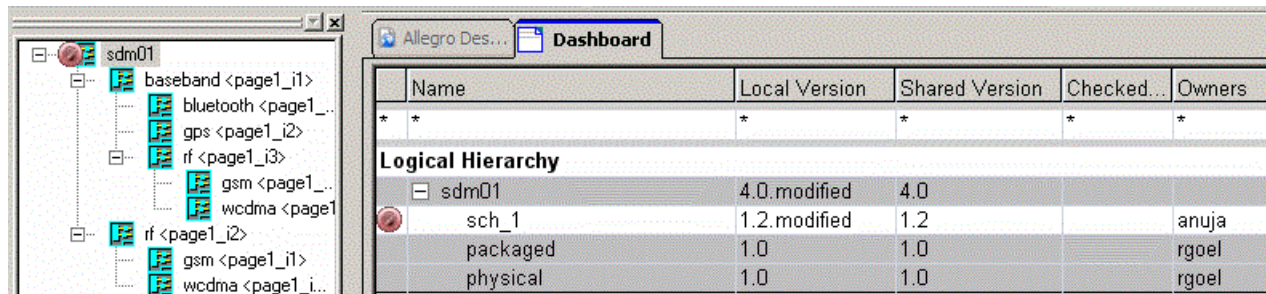 sdm01
baseband <page1_i1>
bluetooth <page1_..
gps <page1_i2>
rf <page1_i3>
gsm <page1_..
wcdma <page1
rf <page1_i2>
gsm <page1_i1>
wcdma <page1_i...
Allegro Des... Dashboard
Name Local Version Shared Version Checked... Owners
* * * * * *
Logical Hierarchy
sdm01 4.0.modified 4.0
sch_1 1.2.modified 1.2 anuja
packaged 1.0 1.0 rgoel
physical 1.0 1.0 rgoel